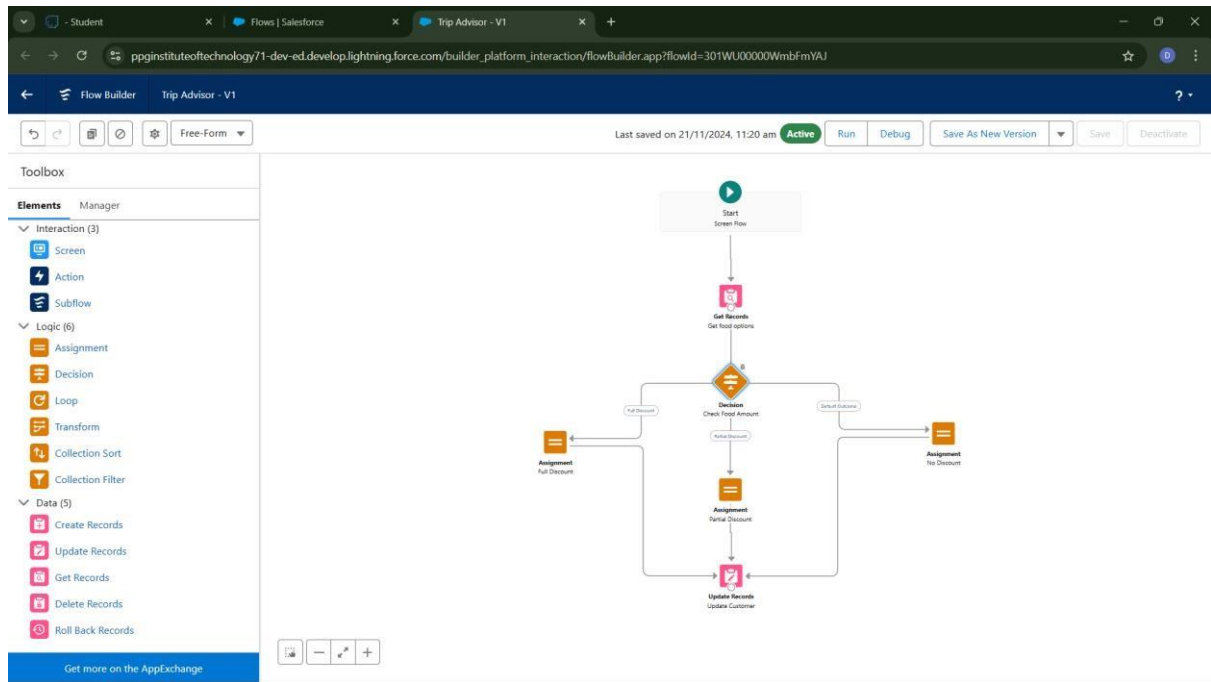 - Student
Flows | Salesforce
Trip Advisor - V1
ppginstituteoftechnology71-dev-ed.develop.lightning.force.com/builder_platform_interaction/flowBuilder.app?flowId=301WU00000WmbFmYAJ
D
Flow Builder Trip Advisor - V1
?
Free-Form
Last saved on 21/11/2024, 11:20 am Active Run Debug Save As New Version Save Deactivate
Toolbox
Elements Manager
Interaction (3)
Screen
Action
Subflow
Logic (6)
Assignment
Decision
Loop
Transform
Collection Sort
Collection Filter
Data (5)
Create Records
Update Records
Get Records
Delete Records
Roll Back Records
Get more on the AppExchange
Start
Screen Flow
Get Records
Get food options
Decision
Check Food Amount
Full Discount
Partial Discount
Default Outcome
Assignment
Full Discount
Assignment
No Discount
Assignment
Partial Discount
Update Records
Update Customer